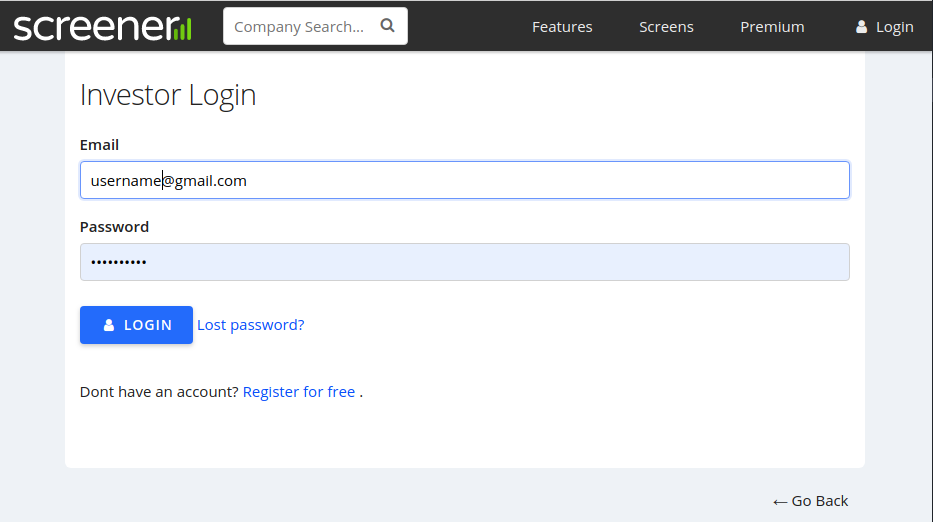 screener Company Search... Features Screens Premium Login
Investor Login
Email
username@gmail.com
Password
••••••••••
LOGIN Lost password?
Dont have an account? Register for free .
← Go Back